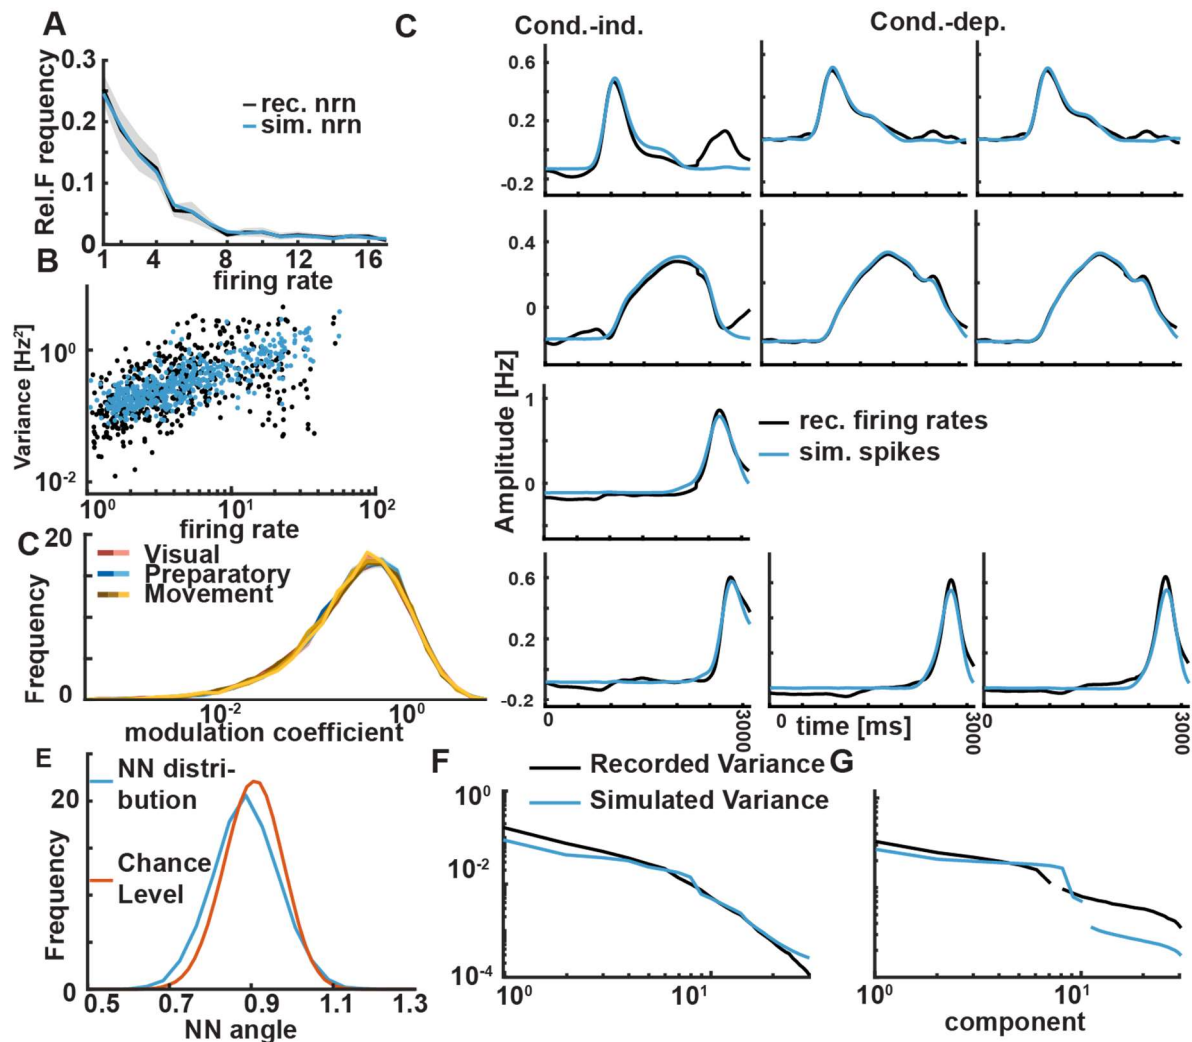 A
0.3
0.2
0.1
0
Rel.F requency
rec. nrn
sim. nrn
1 4 8 12 16
firing rate
B
Variance [Hz²]
10⁰
10⁻²
10⁰ 10¹ 10²
firing rate
C
20
0
Frequency
Visual
Preparatory
Movement
10⁻² 10⁰
modulation coefficient
C
Cond.-ind.
Cond.-dep.
0.6
0.2
-0.2
0.4
0
Amplitude [Hz]
1
0
rec. firing rates
sim. spikes
0.6
0.2
-0.2
0 3000
0 time [ms] 3000
0 3000
E
NN distri-
bution
20
Chance
Level
Frequency
0
0.5 0.7 0.9 1.1 1.3
NN angle
F
Recorded Variance
Simulated Variance
10⁰
10⁻²
10⁻⁴
10⁰ 10¹
G
10⁰ 10¹
component